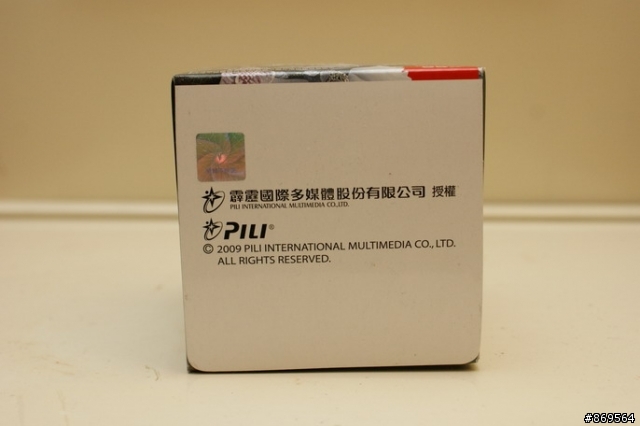 霹靂國際多媒體股份有限公司 授權
PILI INTERNATIONAL MULTIMEDIA CO.,LTD.
PILI®
© 2009 PILI INTERNATIONAL MULTIMEDIA CO., LTD.
ALL RIGHTS RESERVED.
#869564